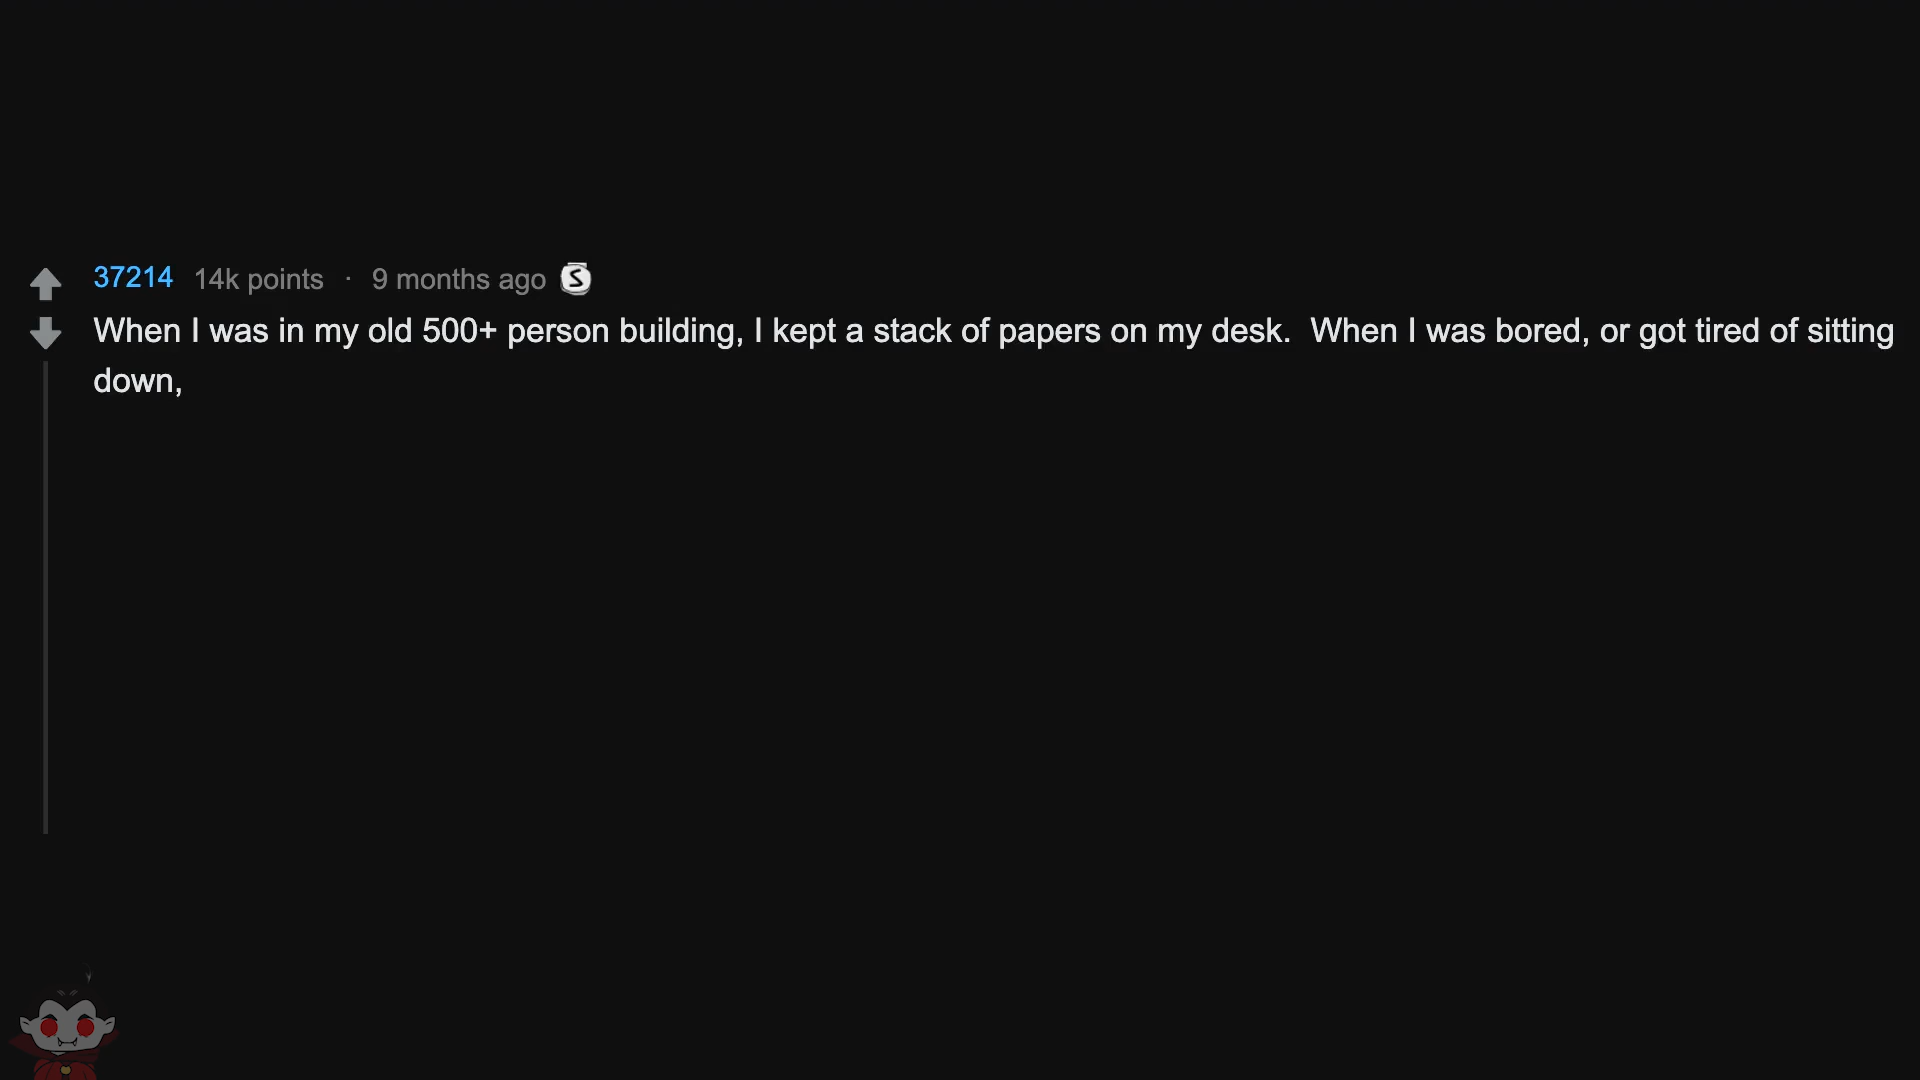 37214 14k points · 9 months ago S
When I was in my old 500+ person building, I kept a stack of papers on my desk.  When I was bored, or got tired of sitting
down,